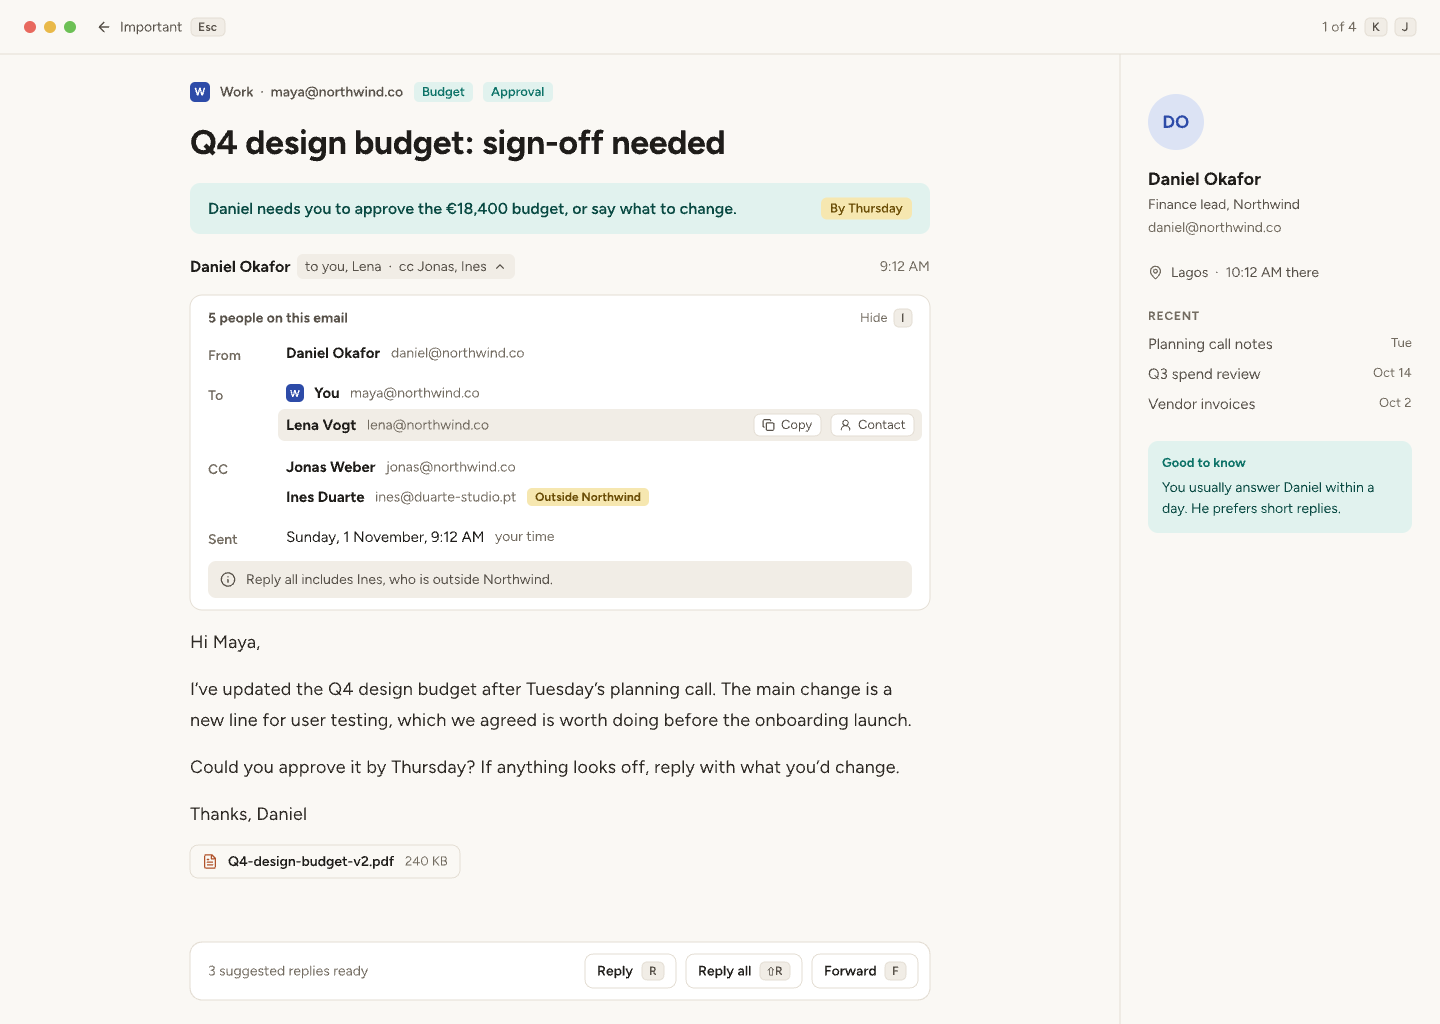 Important Esc
1 of 4 K J
W Work · maya@northwind.co Budget Approval
Q4 design budget: sign-off needed
Daniel needs you to approve the €18,400 budget, or say what to change. By Thursday
Daniel Okafor to you, Lena · cc Jonas, Ines 9:12 AM
5 people on this email Hide I
From Daniel Okafor daniel@northwind.co
To W You maya@northwind.co
Lena Vogt lena@northwind.co Copy Contact
CC Jonas Weber jonas@northwind.co
Ines Duarte ines@duarte-studio.pt Outside Northwind
Sent Sunday, 1 November, 9:12 AM your time
Reply all includes Ines, who is outside Northwind.
Hi Maya,
I’ve updated the Q4 design budget after Tuesday’s planning call. The main change is a
new line for user testing, which we agreed is worth doing before the onboarding launch.
Could you approve it by Thursday? If anything looks off, reply with what you’d change.
Thanks, Daniel
Q4-design-budget-v2.pdf 240 KB
3 suggested replies ready Reply R Reply all ⇧R Forward F
DO
Daniel Okafor
Finance lead, Northwind
daniel@northwind.co
Lagos · 10:12 AM there
RECENT
Planning call notes Tue
Q3 spend review Oct 14
Vendor invoices Oct 2
Good to know
You usually answer Daniel within a
day. He prefers short replies.